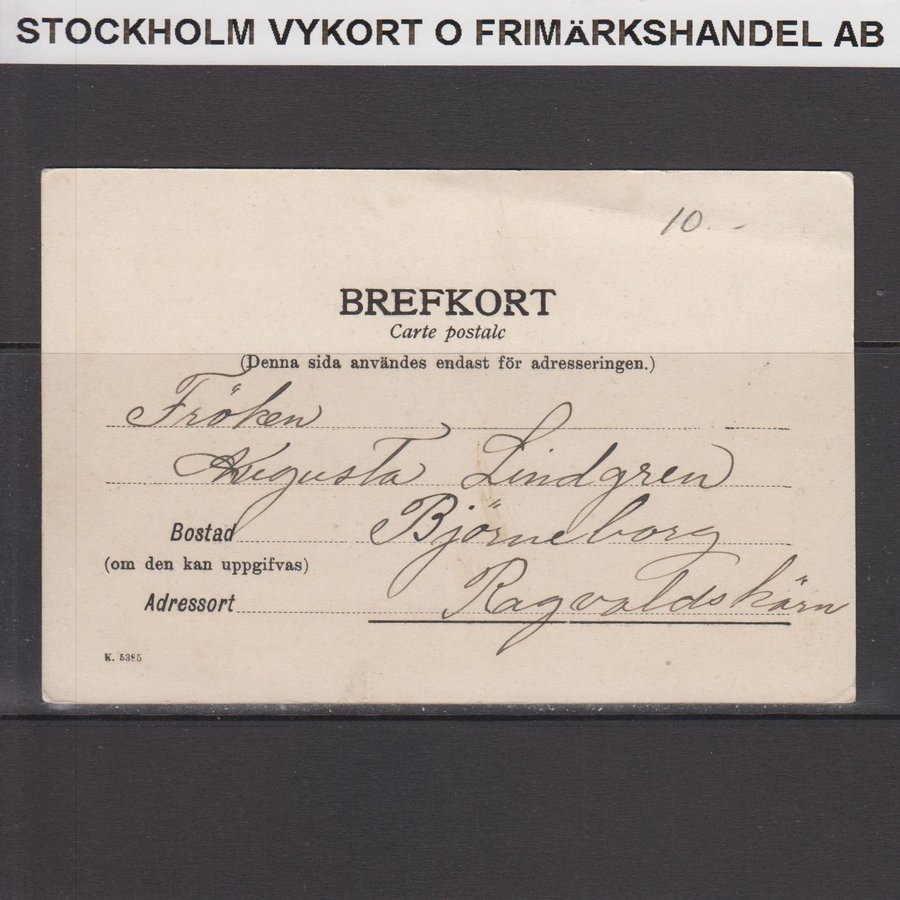 STOCKHOLM VYKORT O FRIMÄRKSHANDEL AB
10.-
BREFKORT
Carte postale
(Denna sida användes endast för adresseringen.)
Fröken
Augusta Lindgren
Bostad Björneborg
(om den kan uppgifvas)
Adressort Ragvaldskärn
K. 5385